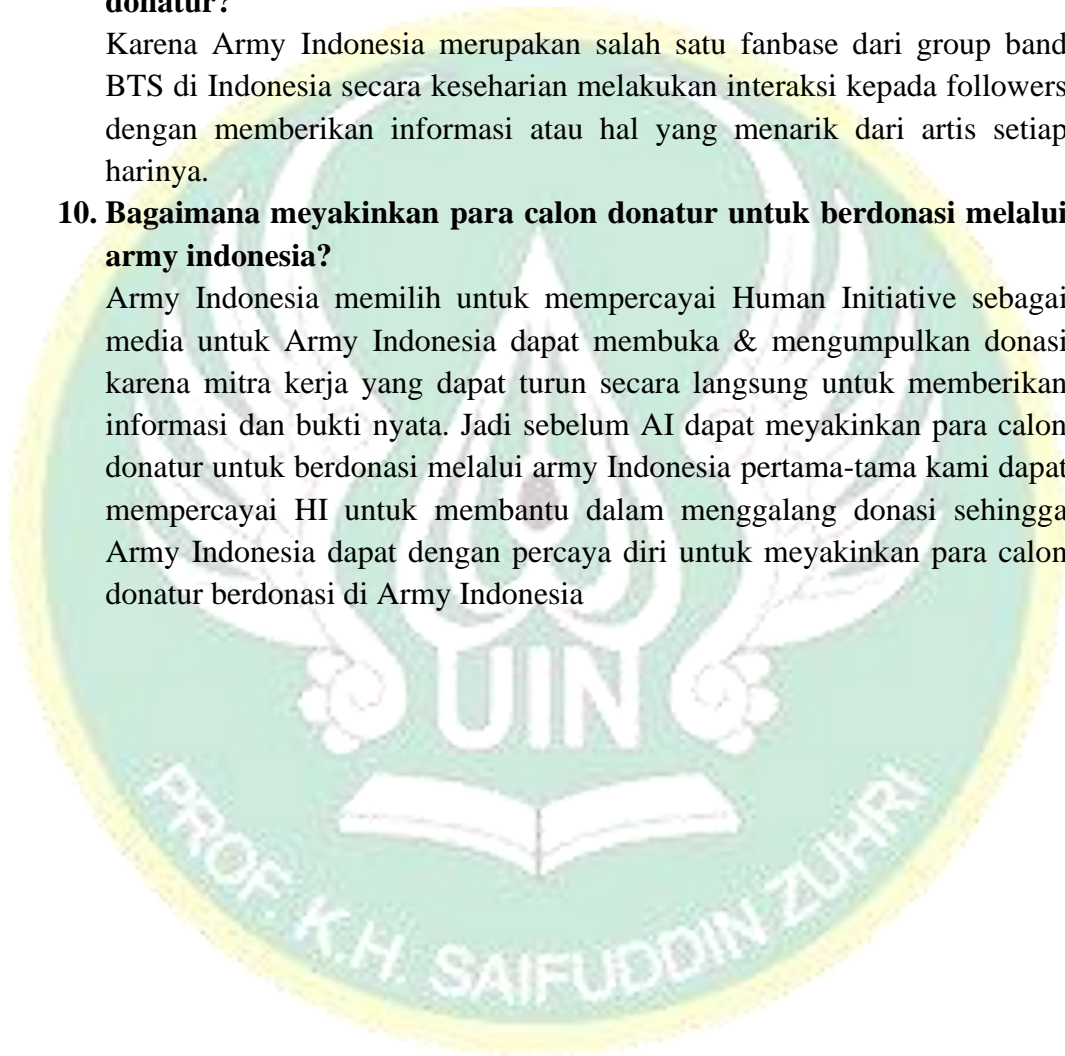 donatur?
Karena Army Indonesia merupakan salah satu fanbase dari group band
BTS di Indonesia secara keseharian melakukan interaksi kepada followers
dengan memberikan informasi atau hal yang menarik dari artis setiap
harinya.
10. Bagaimana meyakinkan para calon donatur untuk berdonasi melalui
army indonesia?
Army Indonesia memilih untuk mempercayai Human Initiative sebagai
media untuk Army Indonesia dapat membuka & mengumpulkan donasi
karena mitra kerja yang dapat turun secara langsung untuk memberikan
informasi dan bukti nyata. Jadi sebelum AI dapat meyakinkan para calon
donatur untuk berdonasi melalui army Indonesia pertama-tama kami dapat
mempercayai HI untuk membantu dalam menggalang donasi sehingga
Army Indonesia dapat dengan percaya diri untuk meyakinkan para calon
donatur berdonasi di Army Indonesia
UIN
PROF. K.H. SAIFUDDIN ZUHRI